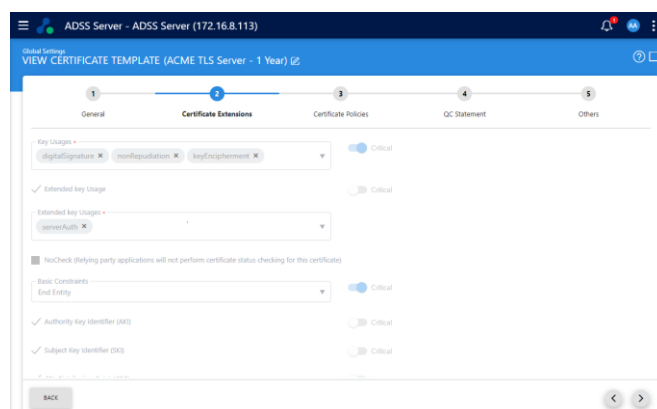 ADSS Server - ADSS Server (172.16.8.113)
AA
Global Settings
VIEW CERTIFICATE TEMPLATE (ACME TLS Server - 1 Year)
1 2 3 4 5
General Certificate Extensions Certificate Policies QC Statement Others
Key Usages *
digitalSignature × nonRepudiation × keyEncipherment × Critical
Extended key Usage Critical
Extended key Usages *
serverAuth ×
NoCheck (Relying party applications will not perform certificate status checking for this certificate)
Basic Constraints
End Entity Critical
Authority Key Identifier (AKI) Critical
Subject Key Identifier (SKI) Critical
BACK